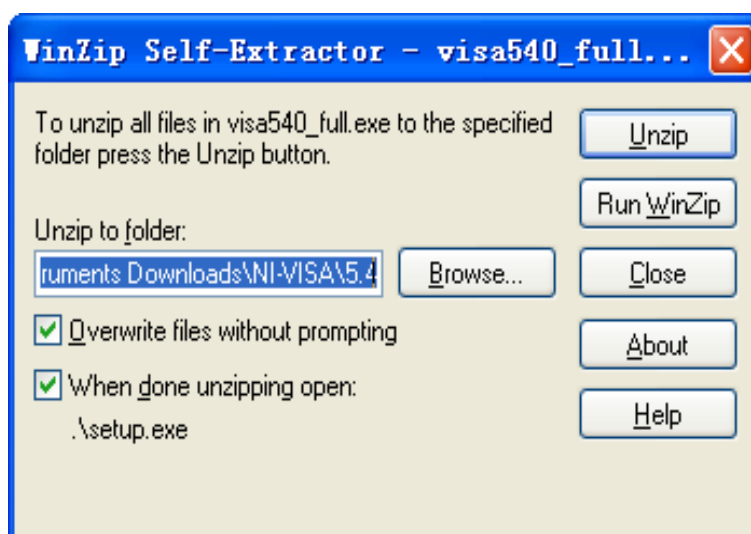 WinZip Self-Extractor - visa540_full...
To unzip all files in visa540_full.exe to the specified
folder press the Unzip button.
Unzip
Run WinZip
Unzip to folder:
ruments Downloads\NI-VISA\5.4
Browse...
Close
Overwrite files without prompting
About
When done unzipping open:
.\setup.exe
Help